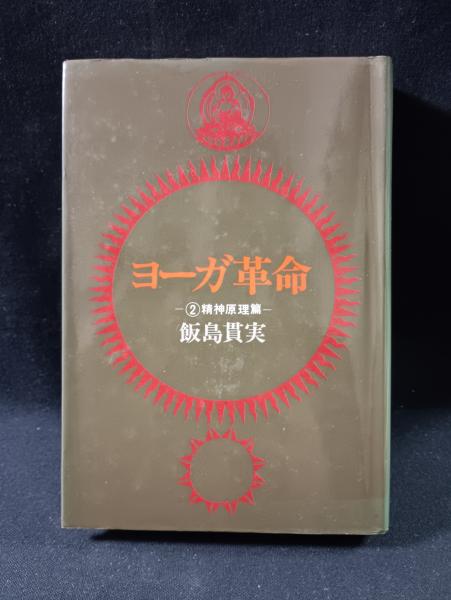 ヨーガ革命
—②精神原理篇—
飯島貫実